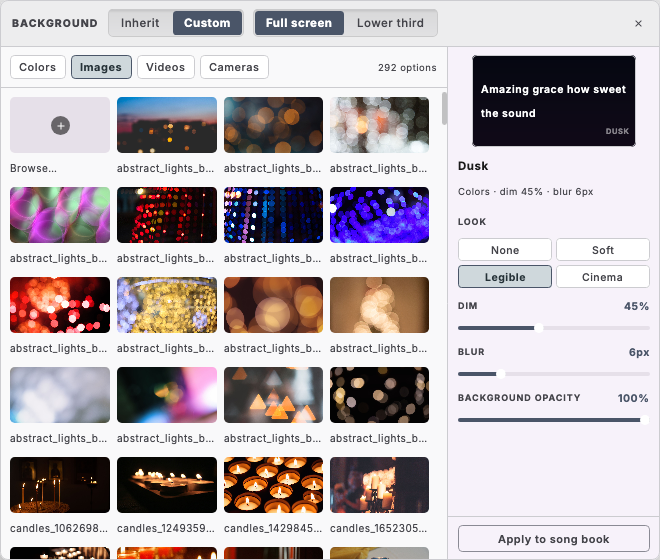 BACKGROUND Inherit Custom Full screen Lower third ×
Colors Images Videos Cameras 292 options
Browse... abstract_lights_b... abstract_lights_b... abstract_lights_b...
abstract_lights_b... abstract_lights_b... abstract_lights_b... abstract_lights_b...
abstract_lights_b... abstract_lights_b... abstract_lights_b... abstract_lights_b...
abstract_lights_b... abstract_lights_b... abstract_lights_b... abstract_lights_b...
candles_1062698... candles_1249359... candles_1429845... candles_1652305...
Amazing grace how sweet
the sound
DUSK
Dusk
Colors · dim 45% · blur 6px
LOOK
None Soft
Legible Cinema
DIM 45%
BLUR 6px
BACKGROUND OPACITY 100%
Apply to song book